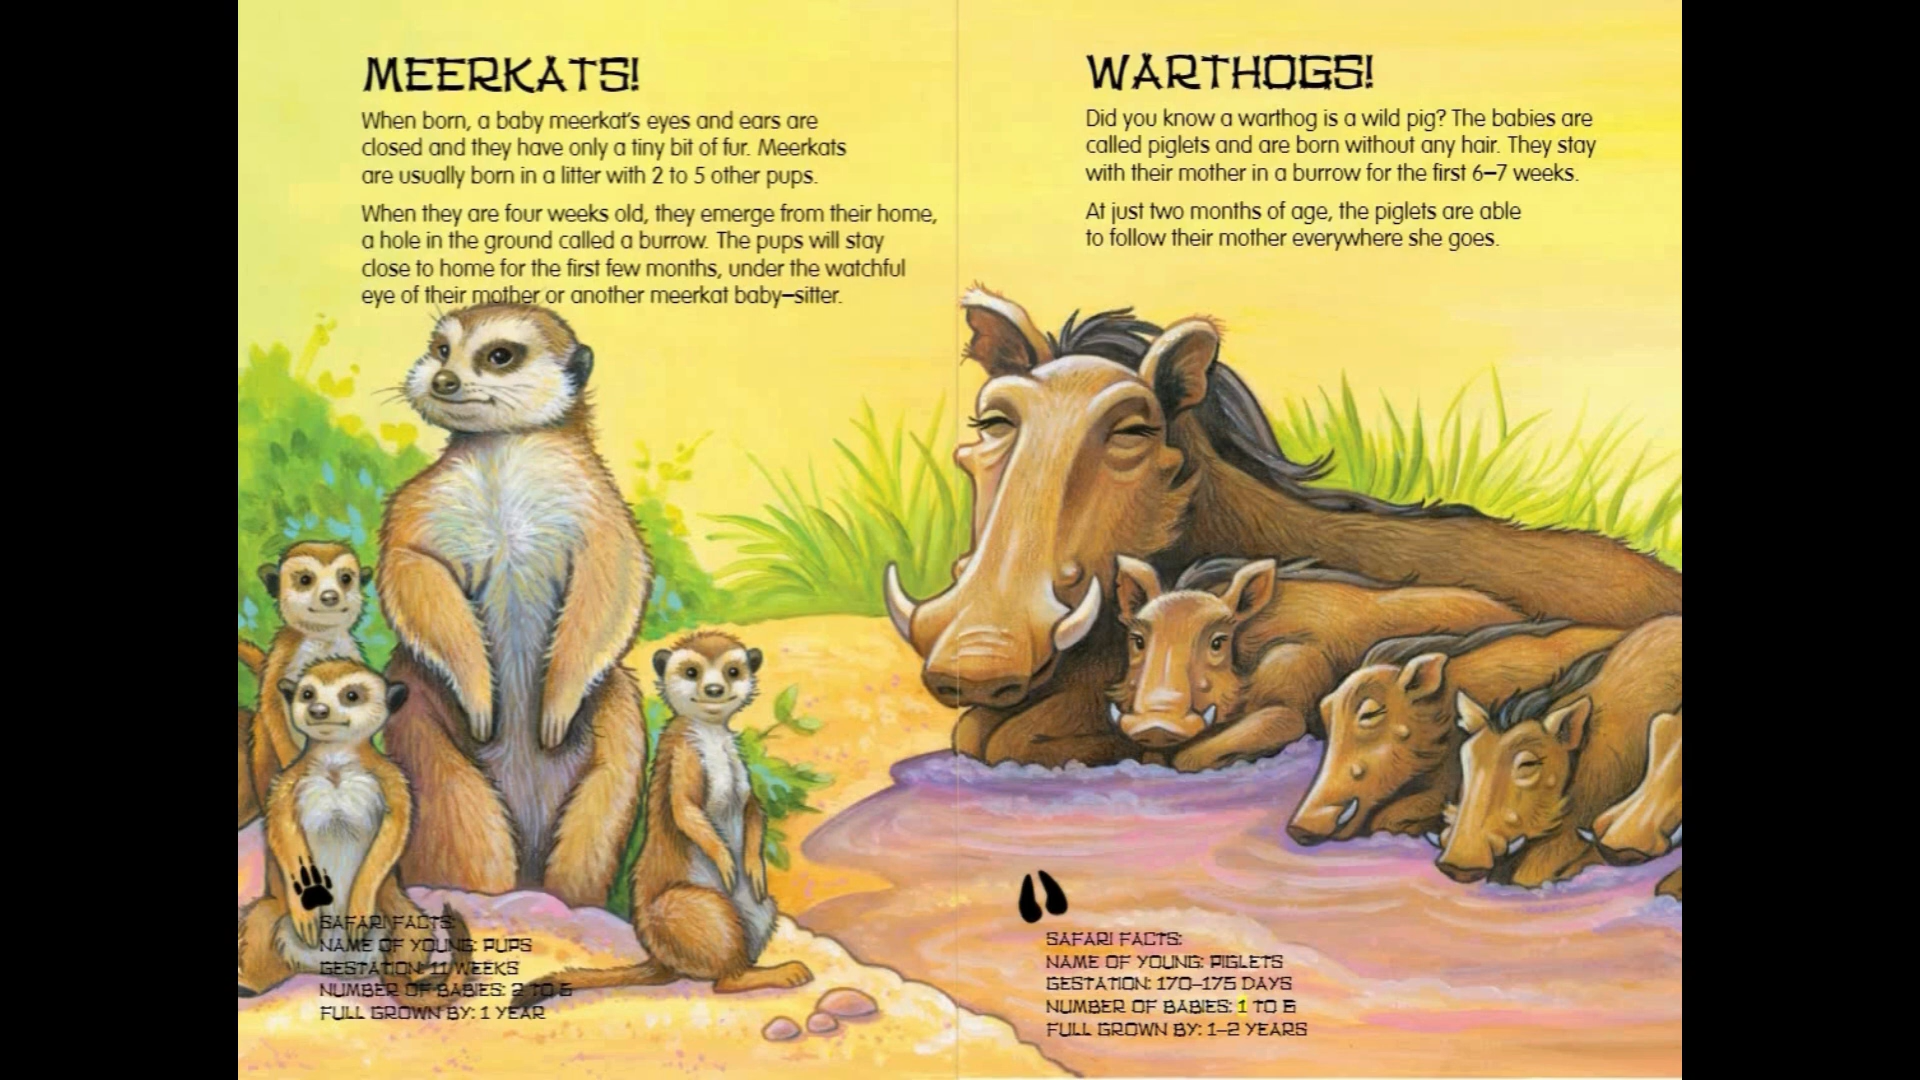 MEERKATS!
When born, a baby meerkat's eyes and ears are
closed and they have only a tiny bit of fur. Meerkats
are usually born in a litter with 2 to 5 other pups.
When they are four weeks old, they emerge from their home,
a hole in the ground called a burrow. The pups will stay
close to home for the first few months, under the watchful
eye of their mother or another meerkat baby–sitter.
SAFARI FACTS:
NAME OF YOUNG: PUPS
GESTATION: 11 WEEKS
NUMBER OF BABIES: 2 TO 5
FULL GROWN BY: 1 YEAR
WARTHOGS!
Did you know a warthog is a wild pig? The babies are
called piglets and are born without any hair. They stay
with their mother in a burrow for the first 6–7 weeks.
At just two months of age, the piglets are able
to follow their mother everywhere she goes.
SAFARI FACTS:
NAME OF YOUNG: PIGLETS
GESTATION: 170–175 DAYS
NUMBER OF BABIES: 1 TO 5
FULL GROWN BY: 1–2 YEARS